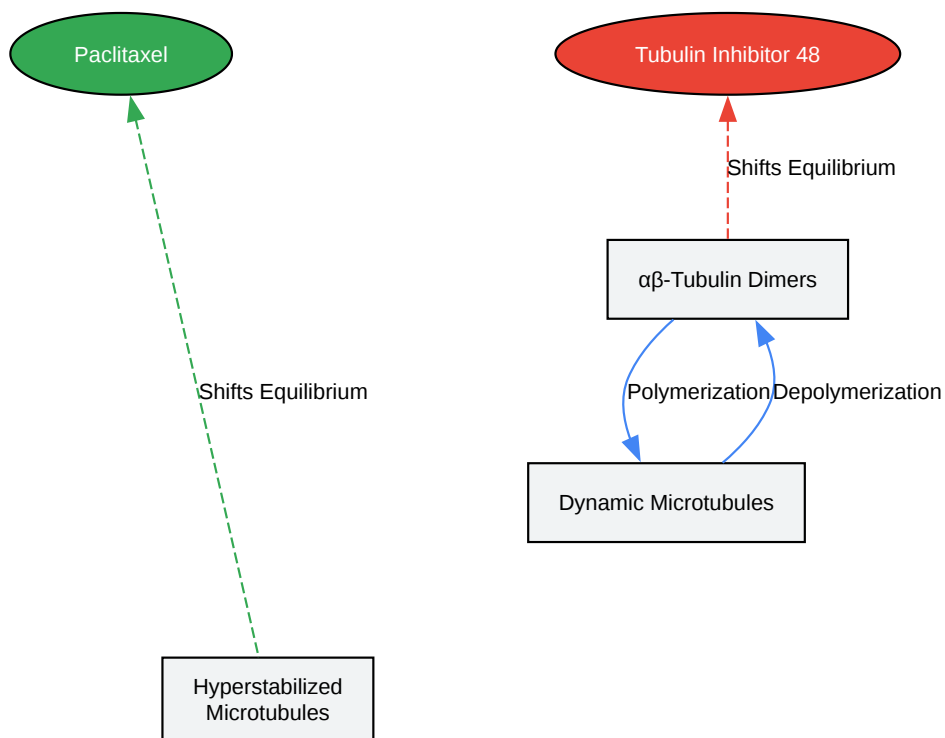 Paclitaxel
Tubulin Inhibitor 48
Shifts Equilibrium
αβ-Tubulin Dimers
Shifts Equilibrium
Polymerization
Depolymerization
Dynamic Microtubules
Hyperstabilized
Microtubules